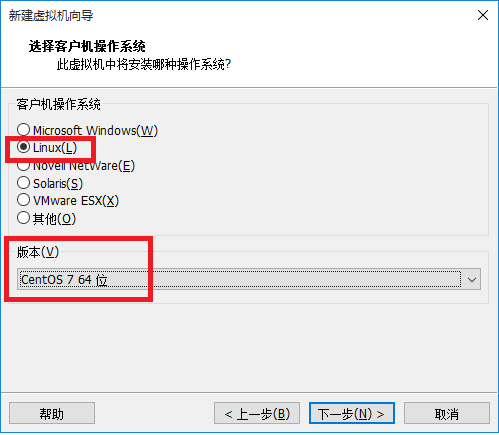 新建虚拟机向导
选择客户机操作系统
此虚拟机中将安装哪种操作系统?
客户机操作系统
Microsoft Windows(W)
Linux(L)
Novell NetWare(E)
Solaris(S)
VMware ESX(X)
其他(O)
版本(V)
CentOS 7 64 位
帮助
< 上一步(B)
下一步(N) >
取消